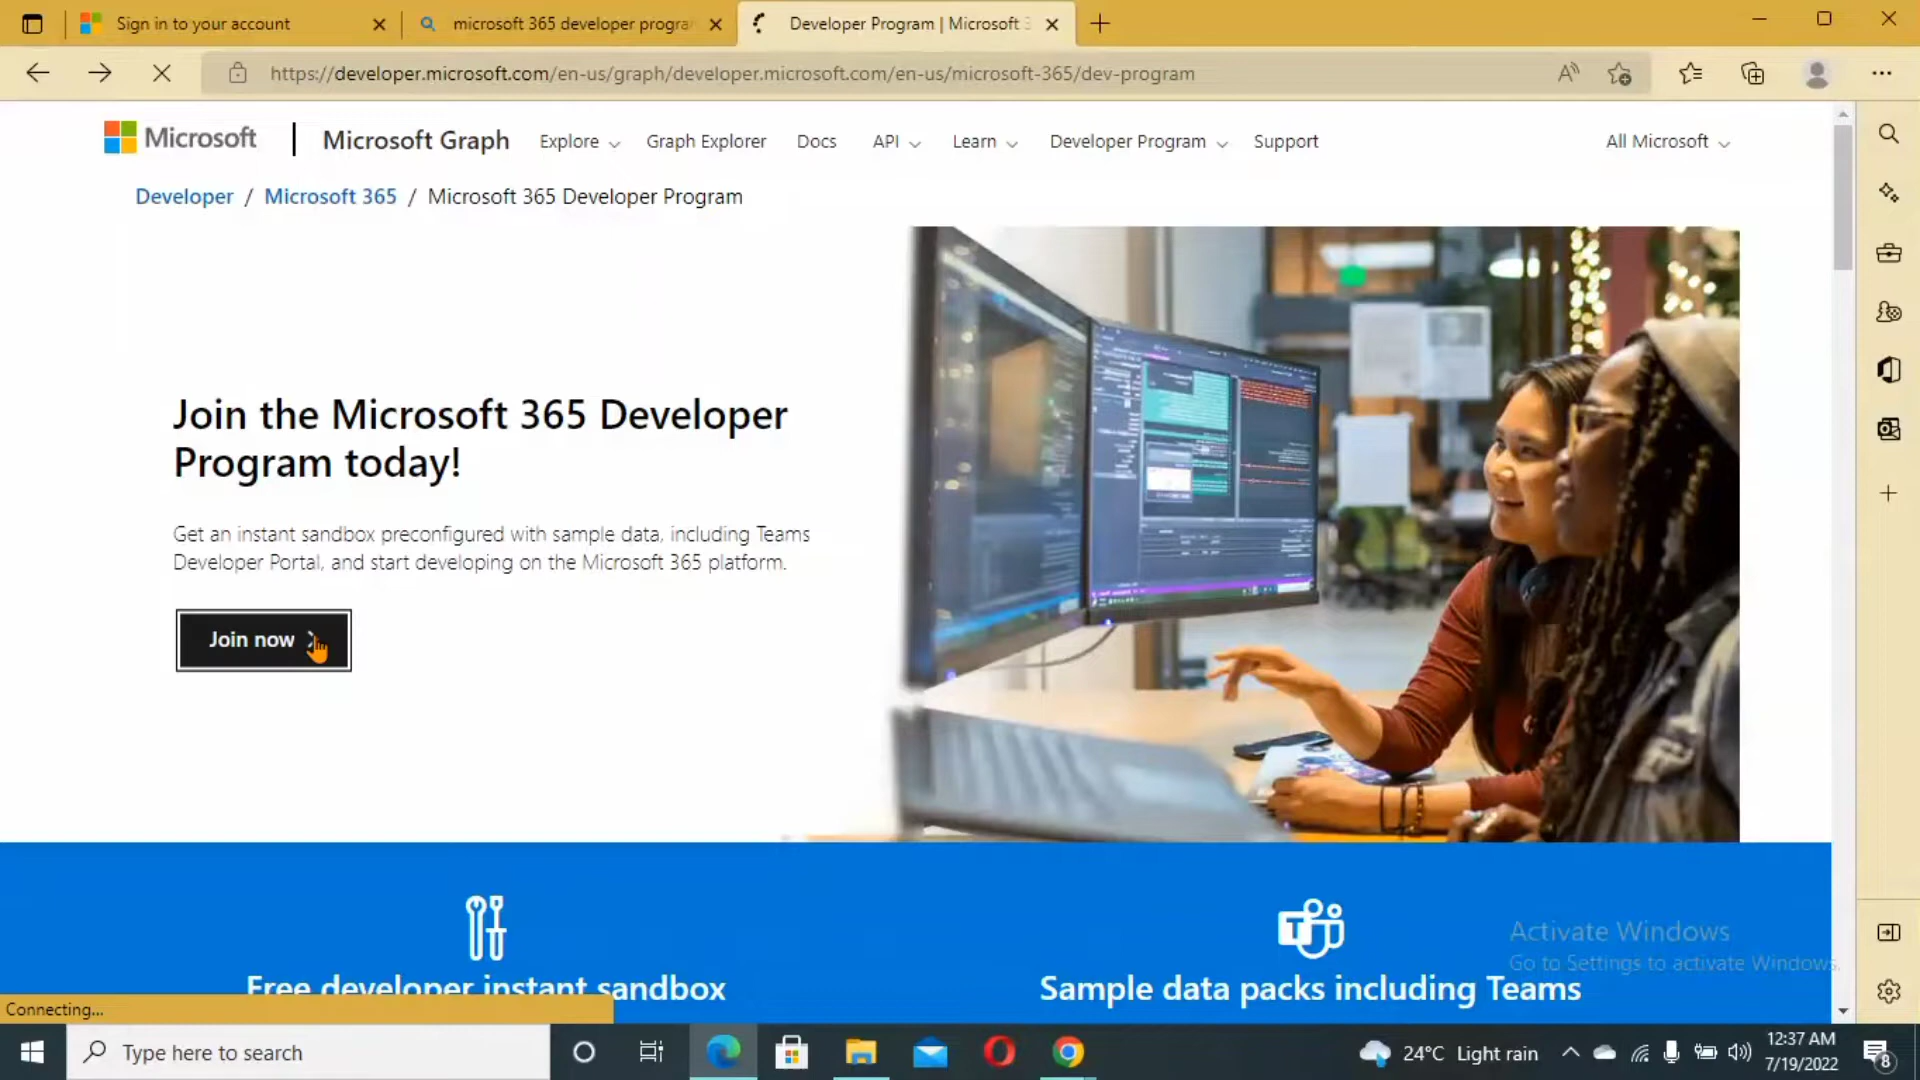 Sign in to your account
microsoft 365 developer progra
Developer Program | Microsoft 3
https://developer.microsoft.com/en-us/graph/developer.microsoft.com/en-us/microsoft-365/dev-program
Microsoft
Microsoft Graph
Explore
Graph Explorer
Docs
API
Learn
Developer Program
Support
All Microsoft
Developer / Microsoft 365 / Microsoft 365 Developer Program
Join the Microsoft 365 Developer
Program today!
Get an instant sandbox preconfigured with sample data, including Teams
Developer Portal, and start developing on the Microsoft 365 platform.
Join now
Free developer instant sandbox
Sample data packs including Teams
Activate Windows
Go to Settings to activate Windows.
Connecting...
Type here to search
24°C Light rain
12:37 AM
7/19/2022
8